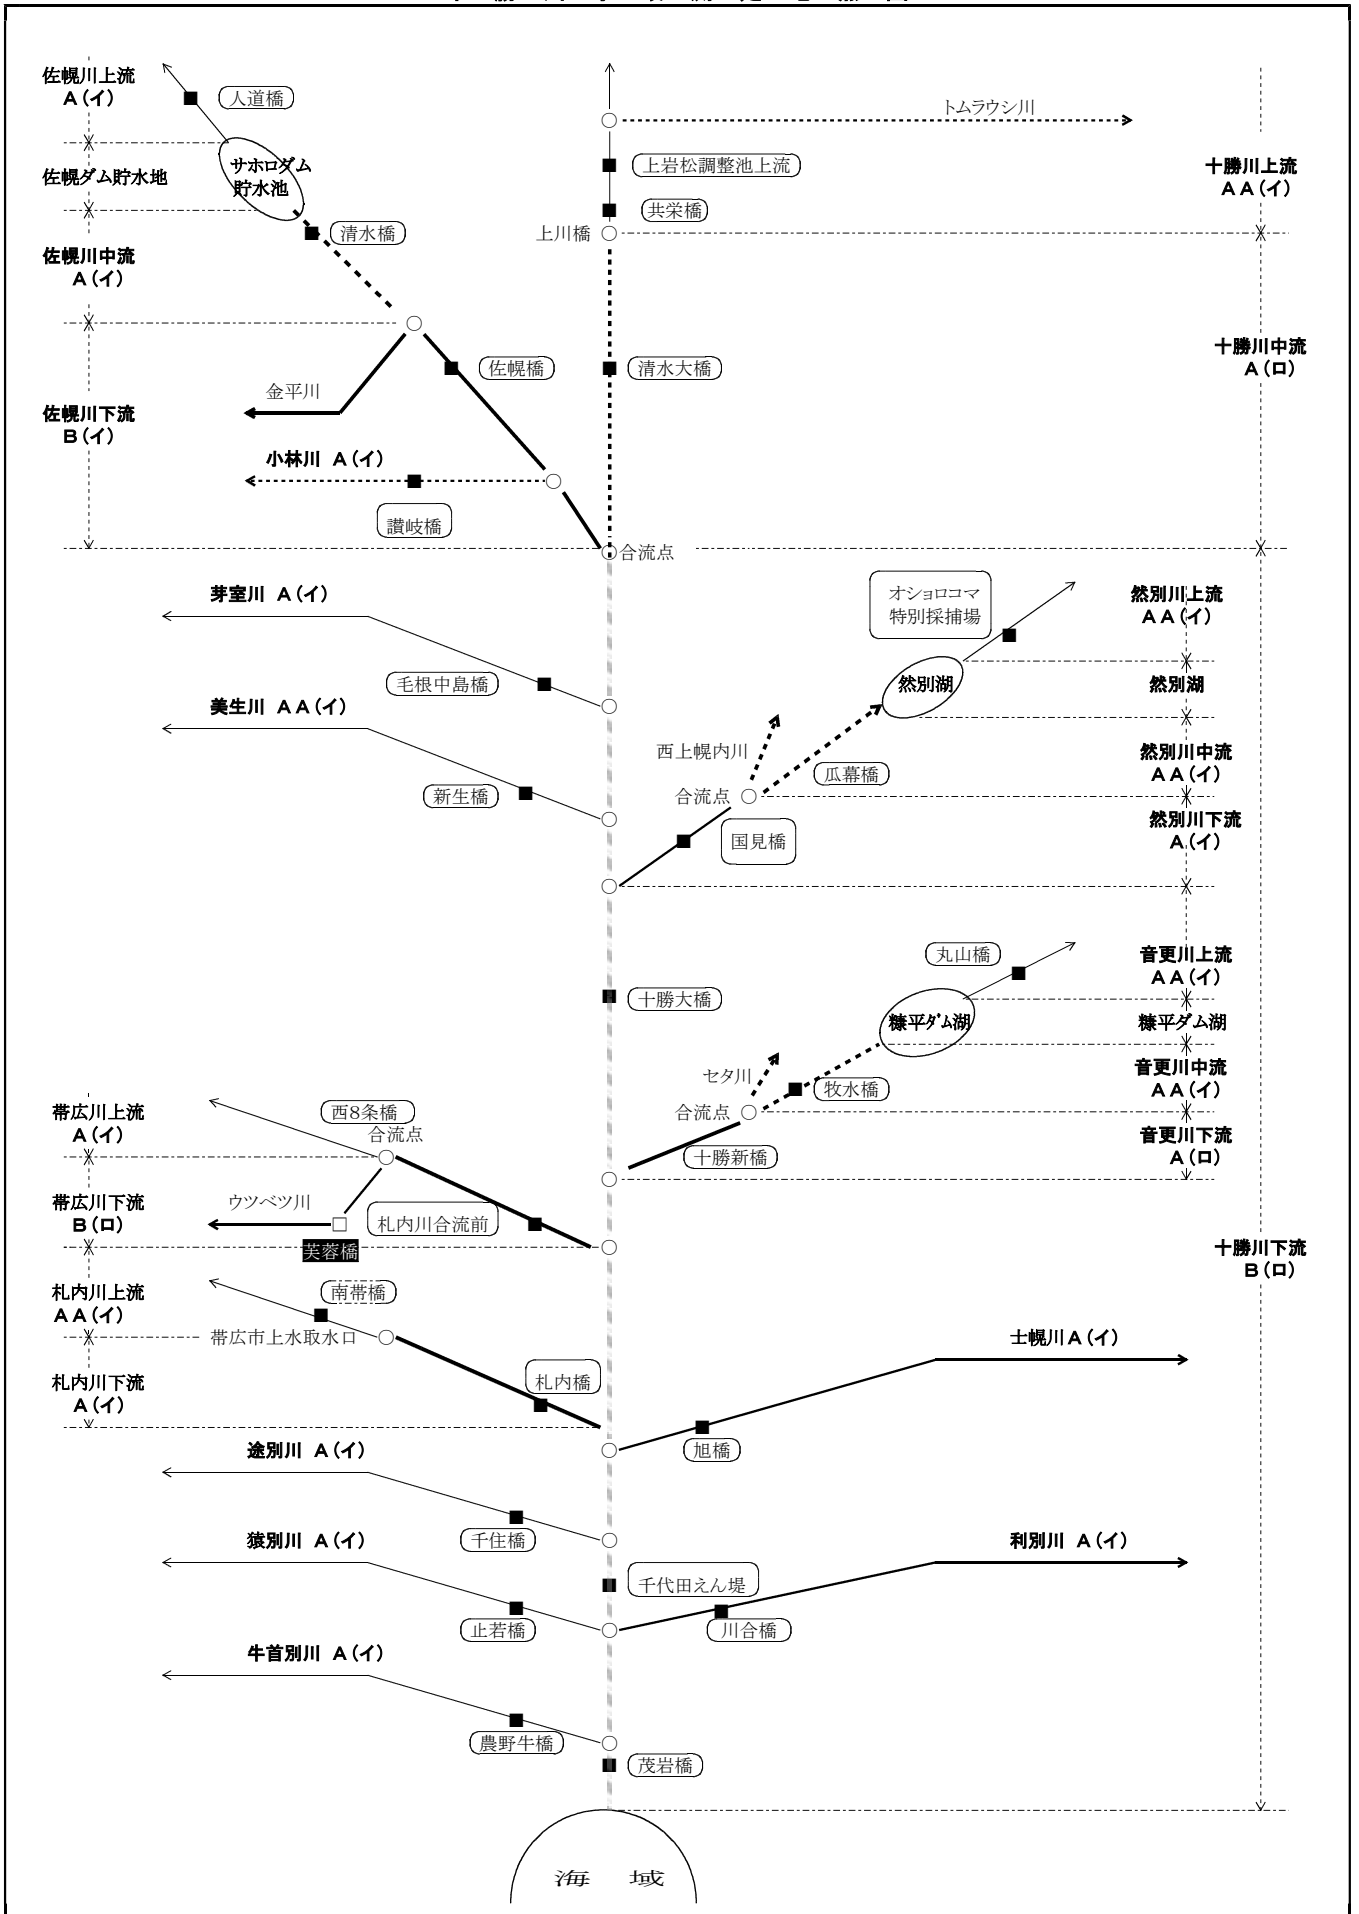 佐幌川上流
A(イ)
人道橋
トムラウシ川
サホロダム
貯水池
佐幌ダム貯水地
上岩松調整池上流
十勝川上流
AA(イ)
共栄橋
清水橋
上川橋
佐幌川中流
A(イ)
十勝川中流
A(ロ)
佐幌橋
清水大橋
金平川
佐幌川下流
B(イ)
小林川 A(イ)
讃岐橋
合流点
芽室川 A(イ)
オショロコマ
特別採捕場
然別川上流
AA(イ)
毛根中島橋
然別湖
然別湖
美生川 AA(イ)
西上幌内川
瓜幕橋
然別川中流
AA(イ)
新生橋
合流点
国見橋
然別川下流
A(イ)
丸山橋
音更川上流
AA(イ)
十勝大橋
糠平ダム湖
糠平ダム湖
セタ川
牧水橋
音更川中流
AA(イ)
帯広川上流
A(イ)
西8条橋
合流点
合流点
十勝新橋
音更川下流
A(ロ)
帯広川下流
B(ロ)
ウツベツ川
札内川合流前
芙蓉橋
十勝川下流
B(ロ)
札内川上流
AA(イ)
南帯橋
帯広市上水取水口
士幌川A(イ)
札内川下流
A(イ)
札内橋
途別川 A(イ)
旭橋
千住橋
猿別川 A(イ)
利別川 A(イ)
千代田えん堤
止若橋
川合橋
牛首別川 A(イ)
農野牛橋
茂岩橋
海 域